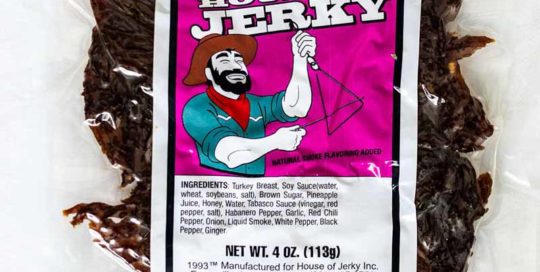 JERKY
NATURAL SMOKE FLAVORING ADDED
INGREDIENTS: Turkey Breast, Soy Sauce(water,
wheat, soybeans, salt), Brown Sugar, Pineapple
Juice, Honey, Water, Tabasco Sauce (vinegar, red
pepper, salt), Habanero Pepper, Garlic, Red Chili
Pepper, Onion, Liquid Smoke, White Pepper, Black
Pepper, Ginger.
NET WT. 4 OZ. (113g)
1993™ Manufactured for House of Jerky Inc.